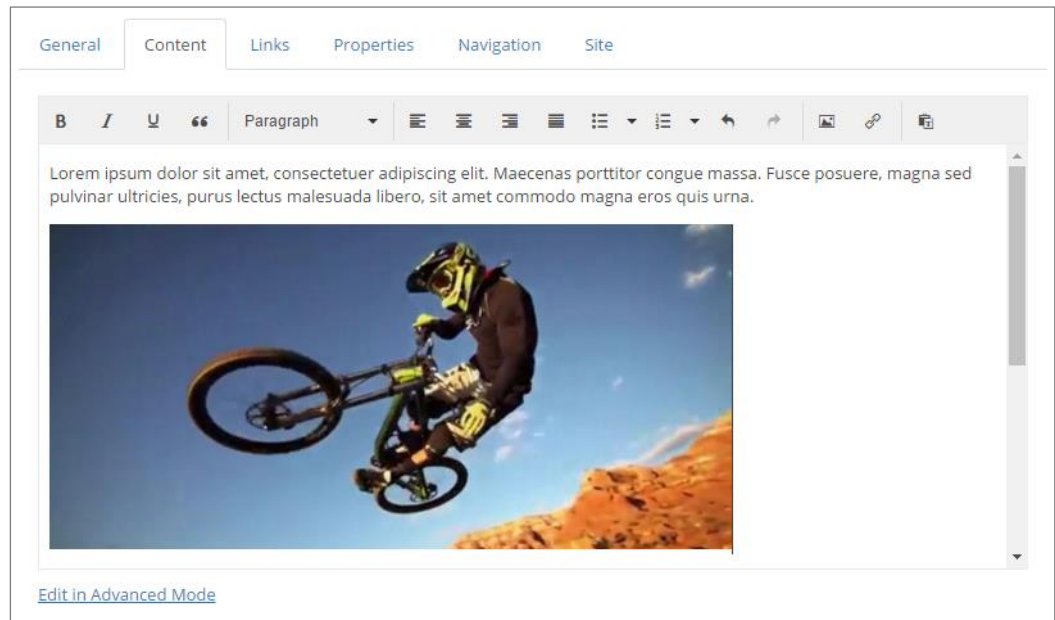 General Content Links Properties Navigation Site
B I U “ Paragraph
Lorem ipsum dolor sit amet, consectetuer adipiscing elit. Maecenas porttitor congue massa. Fusce posuere, magna sed
pulvinar ultricies, purus lectus malesuada libero, sit amet commodo magna eros quis urna.
Edit in Advanced Mode